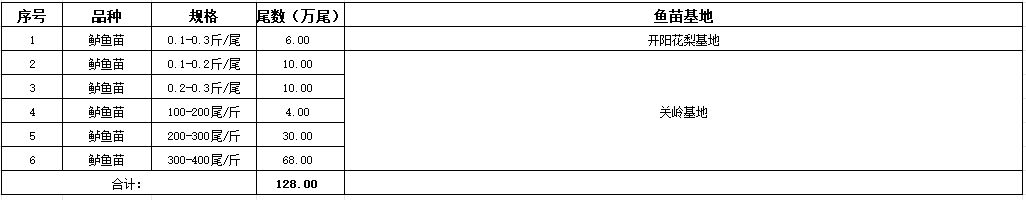 序号 品种 规格 尾数（万尾） 鱼苗基地
1 鲈鱼苗 0.1-0.3斤/尾 6.00 开阳花梨基地
2 鲈鱼苗 0.1-0.2斤/尾 10.00
3 鲈鱼苗 0.2-0.3斤/尾 10.00
4 鲈鱼苗 100-200尾/斤 4.00 关岭基地
5 鲈鱼苗 200-300尾/斤 30.00
6 鲈鱼苗 300-400尾/斤 68.00
合计： 128.00